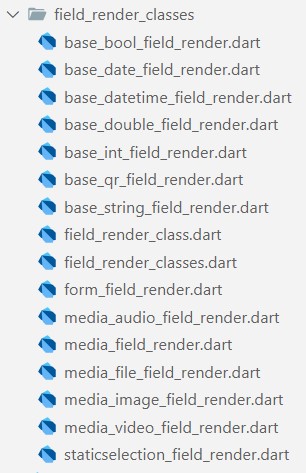 field_render_classes
base_bool_field_render.dart
base_date_field_render.dart
base_datetime_field_render.dart
base_double_field_render.dart
base_int_field_render.dart
base_qr_field_render.dart
base_string_field_render.dart
field_render_class.dart
field_render_classes.dart
form_field_render.dart
media_audio_field_render.dart
media_field_render.dart
media_file_field_render.dart
media_image_field_render.dart
media_video_field_render.dart
staticselection_field_render.dart